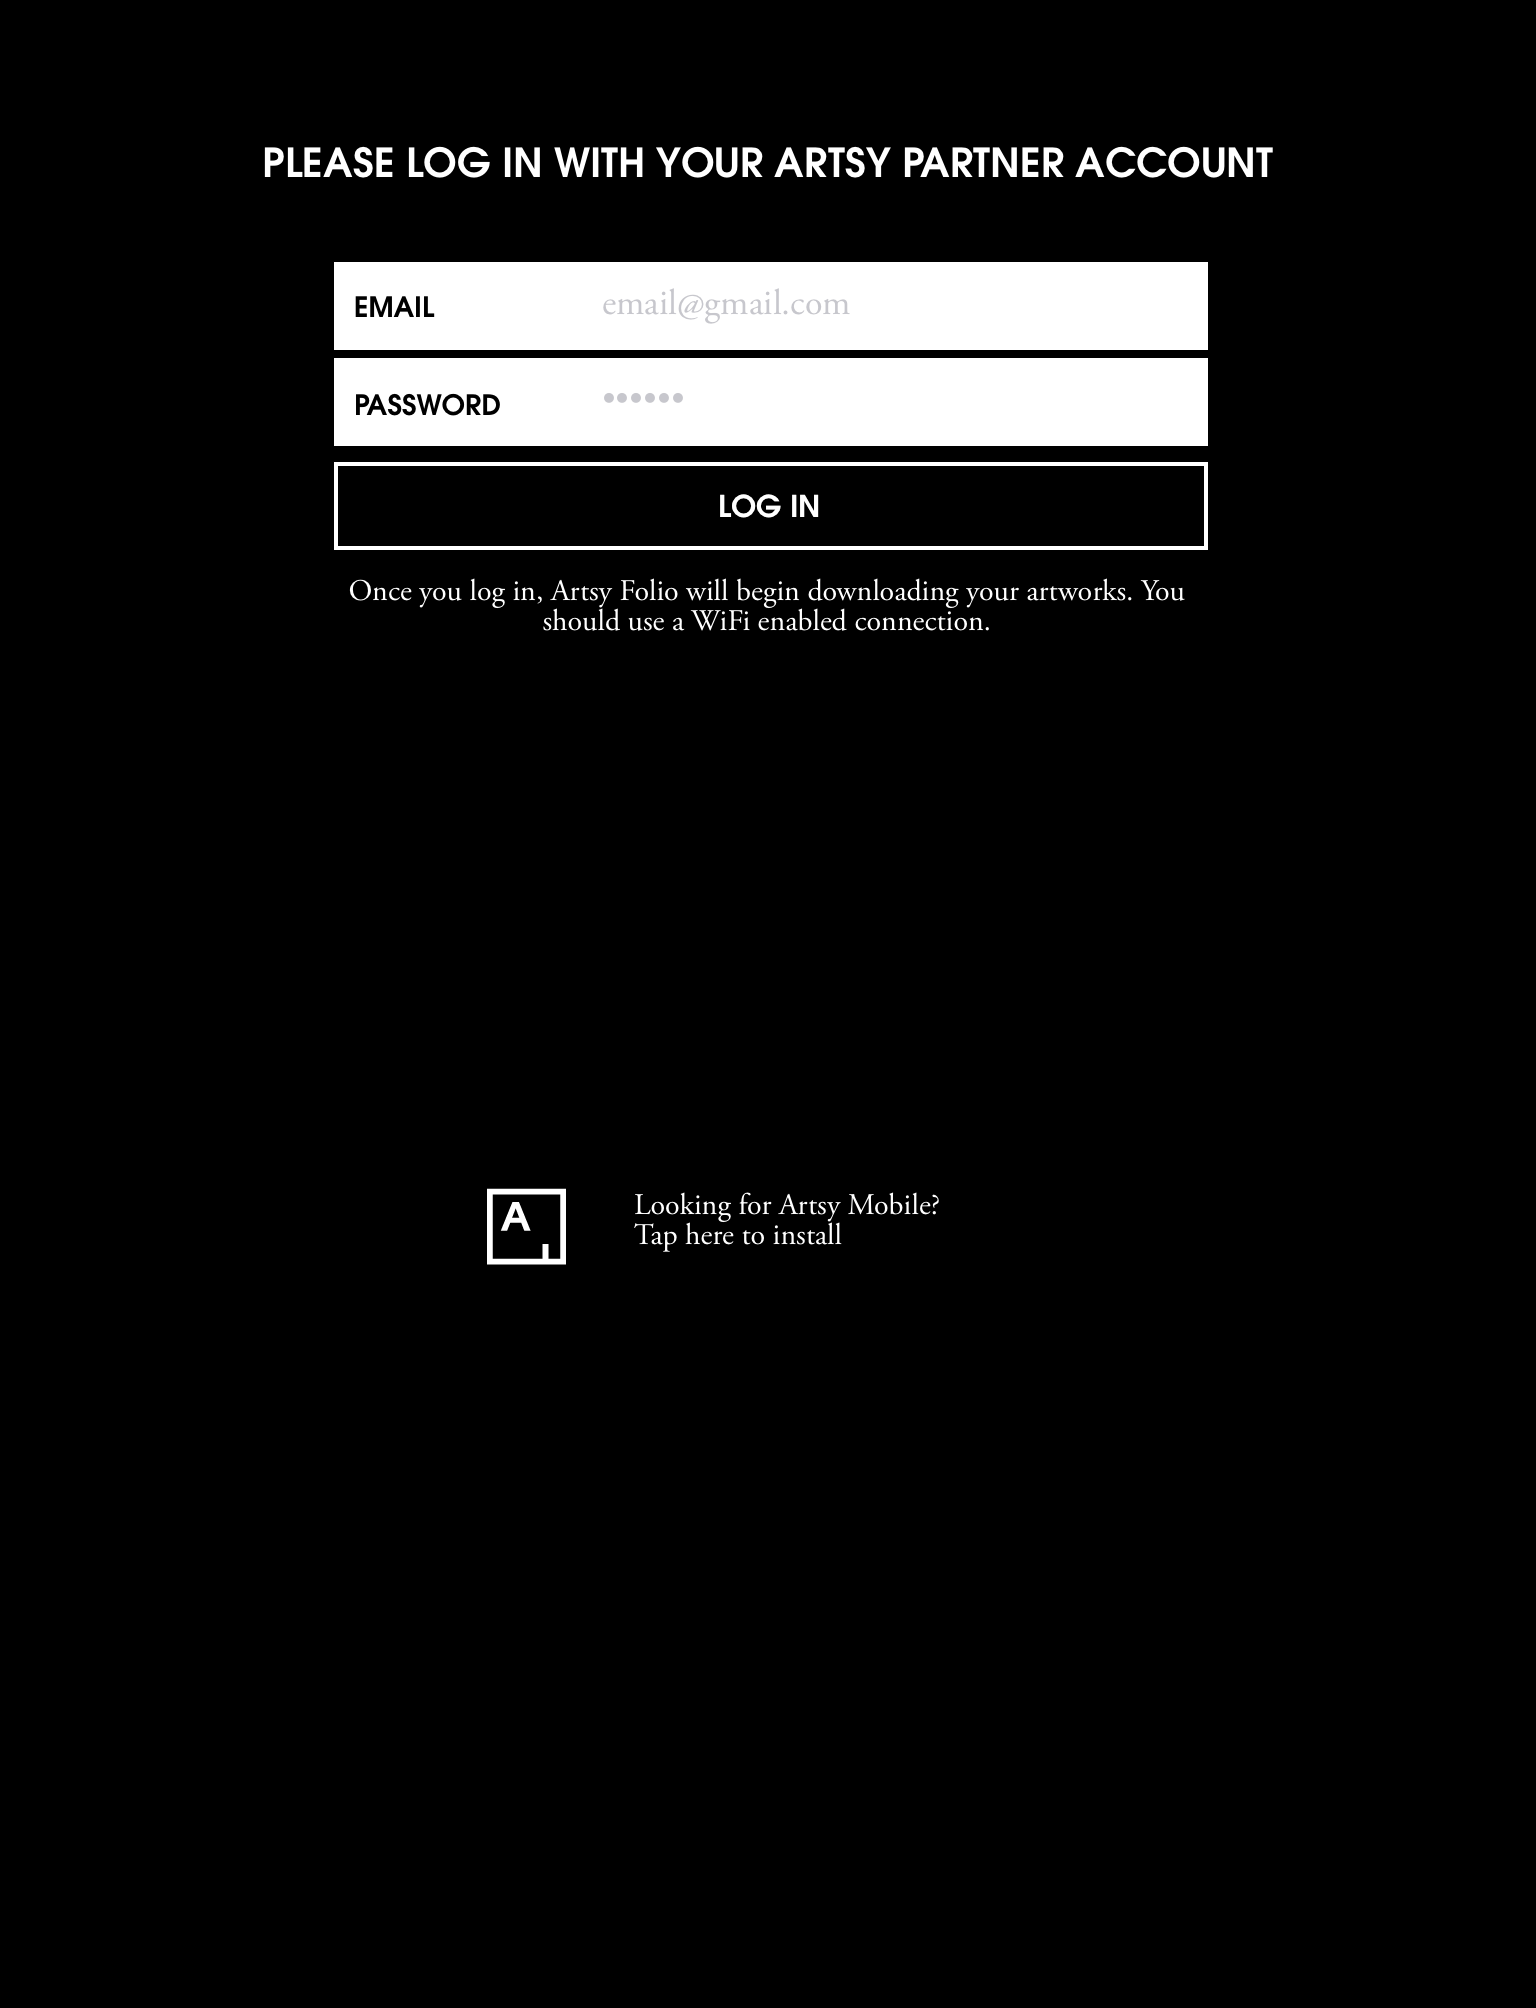 PLEASE LOG IN WITH YOUR ARTSY PARTNER ACCOUNT
EMAIL email@gmail.com
PASSWORD ••••••
LOG IN
Once you log in, Artsy Folio will begin downloading your artworks. You
should use a WiFi enabled connection.
A
Looking for Artsy Mobile?
Tap here to install